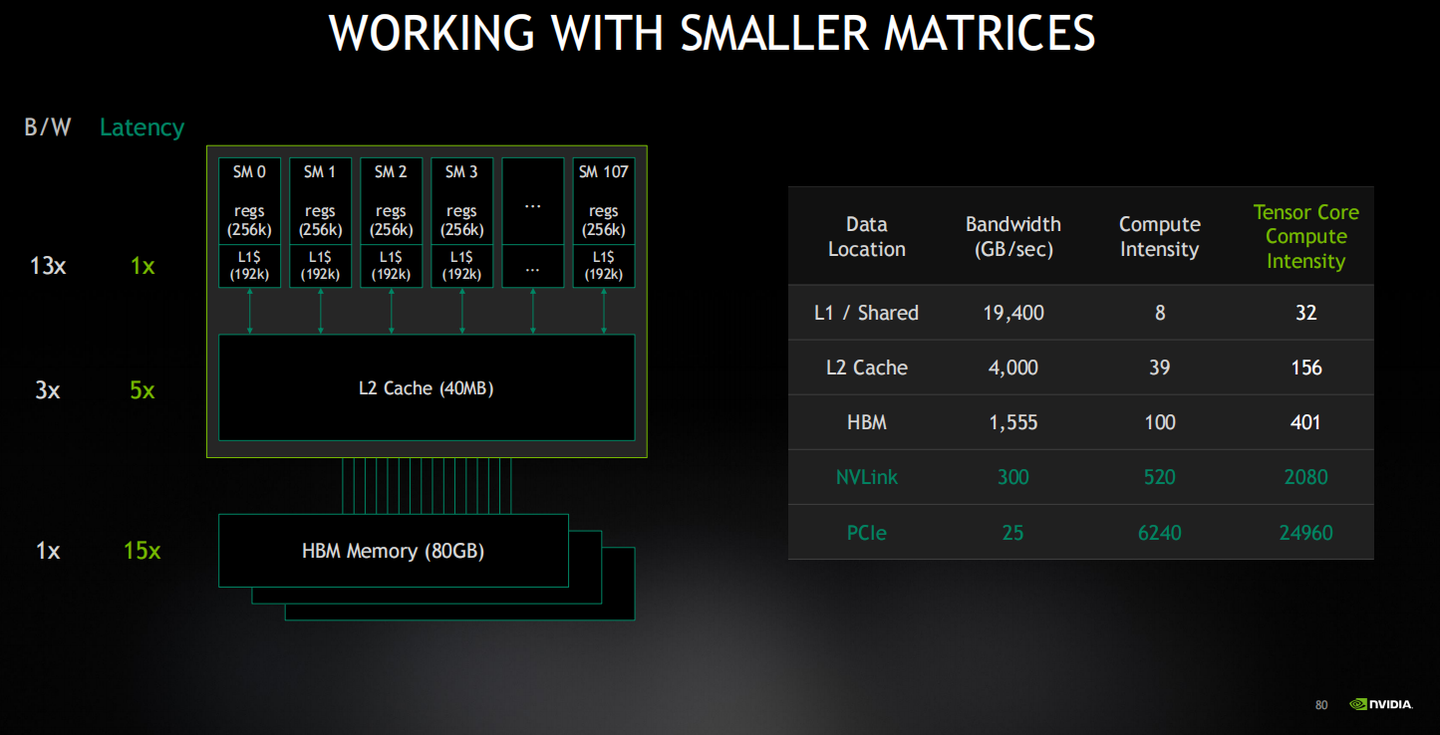 WORKING WITH SMALLER MATRICES
B/W Latency
SM 0 SM 1 SM 2 SM 3 ... SM 107
regs regs regs regs regs
(256k) (256k) (256k) (256k) (256k)
L1$ L1$ L1$ L1$ ... L1$
(192k) (192k) (192k) (192k) (192k)
13x 1x
L2 Cache (40MB)
3x 5x
HBM Memory (80GB)
1x 15x
Data Location Bandwidth (GB/sec) Compute Intensity Tensor Core Compute Intensity
L1 / Shared 19,400 8 32
L2 Cache 4,000 39 156
HBM 1,555 100 401
NVLink 300 520 2080
PCIe 25 6240 24960
80 NVIDIA.